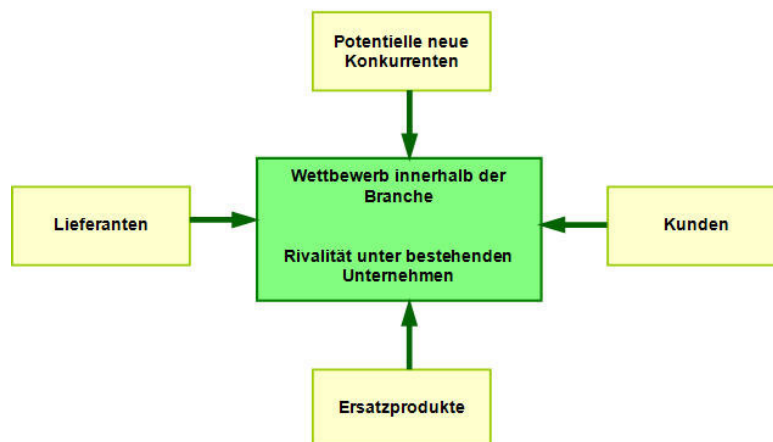 Potentielle neue
Konkurrenten
Wettbewerb innerhalb der
Branche
Lieferanten
Kunden
Rivalität unter bestehenden
Unternehmen
Ersatzprodukte